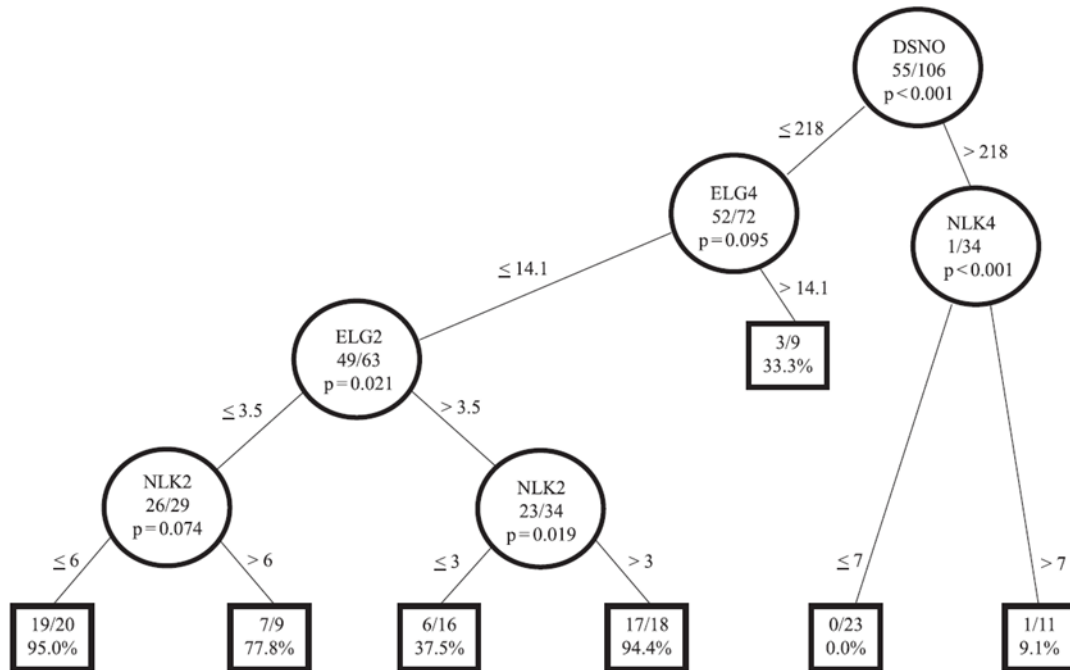 DSNO
55/106
p < 0.001
≤ 218
> 218
ELG4
52/72
p = 0.095
NLK4
1/34
p < 0.001
≤ 14.1
> 14.1
3/9
33.3%
ELG2
49/63
p = 0.021
≤ 3.5
> 3.5
NLK2
26/29
p = 0.074
NLK2
23/34
p = 0.019
≤ 6
> 6
≤ 3
> 3
≤ 7
> 7
19/20
95.0%
7/9
77.8%
6/16
37.5%
17/18
94.4%
0/23
0.0%
1/11
9.1%